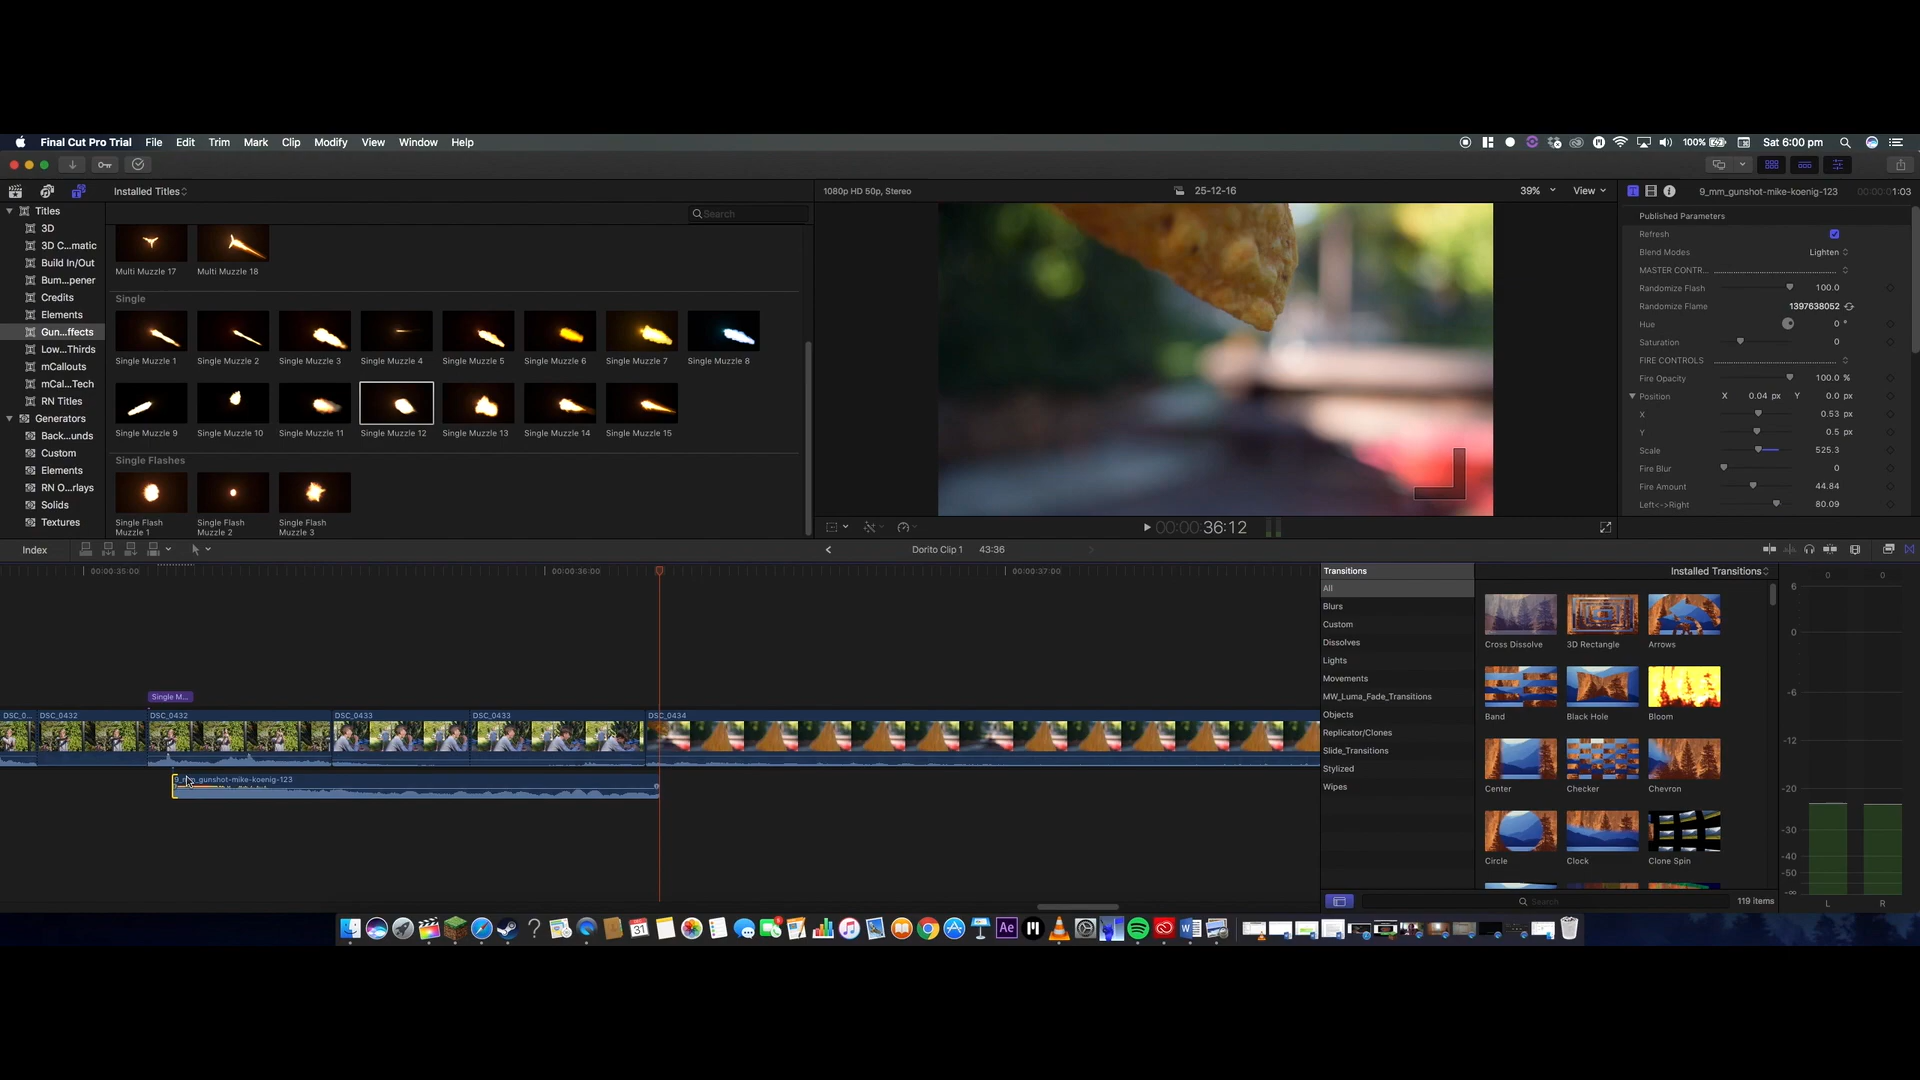 Final Cut Pro Trial File Edit Trim Mark Clip Modify View Window Help
100% Sat 6:00 pm
Installed Titles
Search
1080p HD 50p, Stereo
25-12-16
39%
View
9_mm_gunshot-mike-koenig-123
1:03
Titles
3D
3D C...matic
Build In/Out
Bum...pener
Credits
Elements
Gun...ffects
Low...Thirds
mCallouts
mCal...Tech
RN Titles
Generators
Back...unds
Custom
Elements
RN O...rlays
Solids
Textures
Multi Muzzle 17
Multi Muzzle 18
Single
Single Muzzle 1
Single Muzzle 2
Single Muzzle 3
Single Muzzle 4
Single Muzzle 5
Single Muzzle 6
Single Muzzle 7
Single Muzzle 8
Single Muzzle 9
Single Muzzle 10
Single Muzzle 11
Single Muzzle 12
Single Muzzle 13
Single Muzzle 14
Single Muzzle 15
Single Flashes
Single Flash
Muzzle 1
Single Flash
Muzzle 2
Single Flash
Muzzle 3
Published Parameters
Refresh
Blend Modes Lighten
MASTER CONTR...
Randomize Flash 100.0
Randomize Flame 1397638052
Hue 0 °
Saturation 0
FIRE CONTROLS
Fire Opacity 100.0 %
Position X 0.04 px Y 0.0 px
X 0.53 px
Y 0.5 px
Scale 525.3
Fire Blur 0
Fire Amount 44.84
Left<->Right 80.09
00:00:36:12
Index
Dorito Clip 1 43:36
00:00:35:00
00:00:36:00
00:00:37:00
Single M...
DSC_0...
DSC_0432
DSC_0432
DSC_0433
DSC_0433
DSC_0434
gunshot-mike-koenig-123
Transitions
Installed Transitions
All
Blurs
Custom
Dissolves
Lights
Movements
MW_Luma_Fade_Transitions
Objects
Replicator/Clones
Slide_Transitions
Stylized
Wipes
Cross Dissolve
3D Rectangle
Arrows
Band
Black Hole
Bloom
Center
Checker
Chevron
Circle
Clock
Clone Spin
Search
119 items
0 0
6
0
-6
-12
-20
-30
-40
-50
-∞
L R
31
Ae